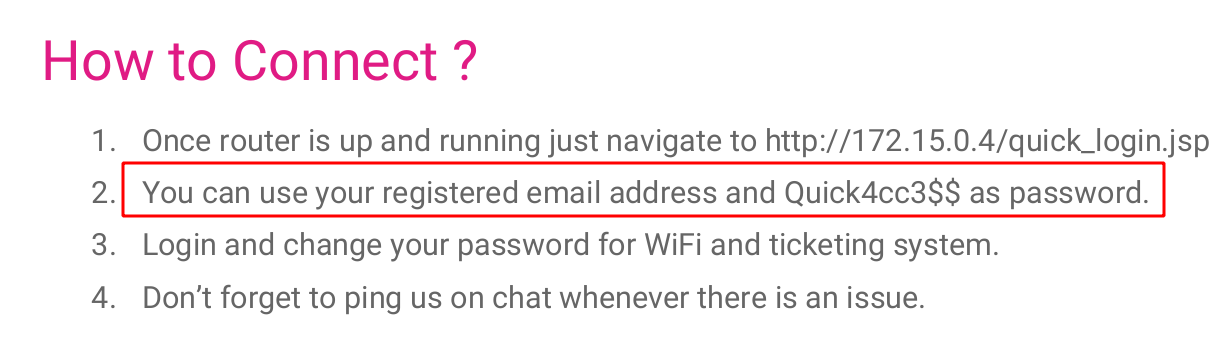 How to Connect ?
1. Once router is up and running just navigate to http://172.15.0.4/quick_login.jsp
2. You can use your registered email address and Quick4cc3$$ as password.
3. Login and change your password for WiFi and ticketing system.
4. Don’t forget to ping us on chat whenever there is an issue.